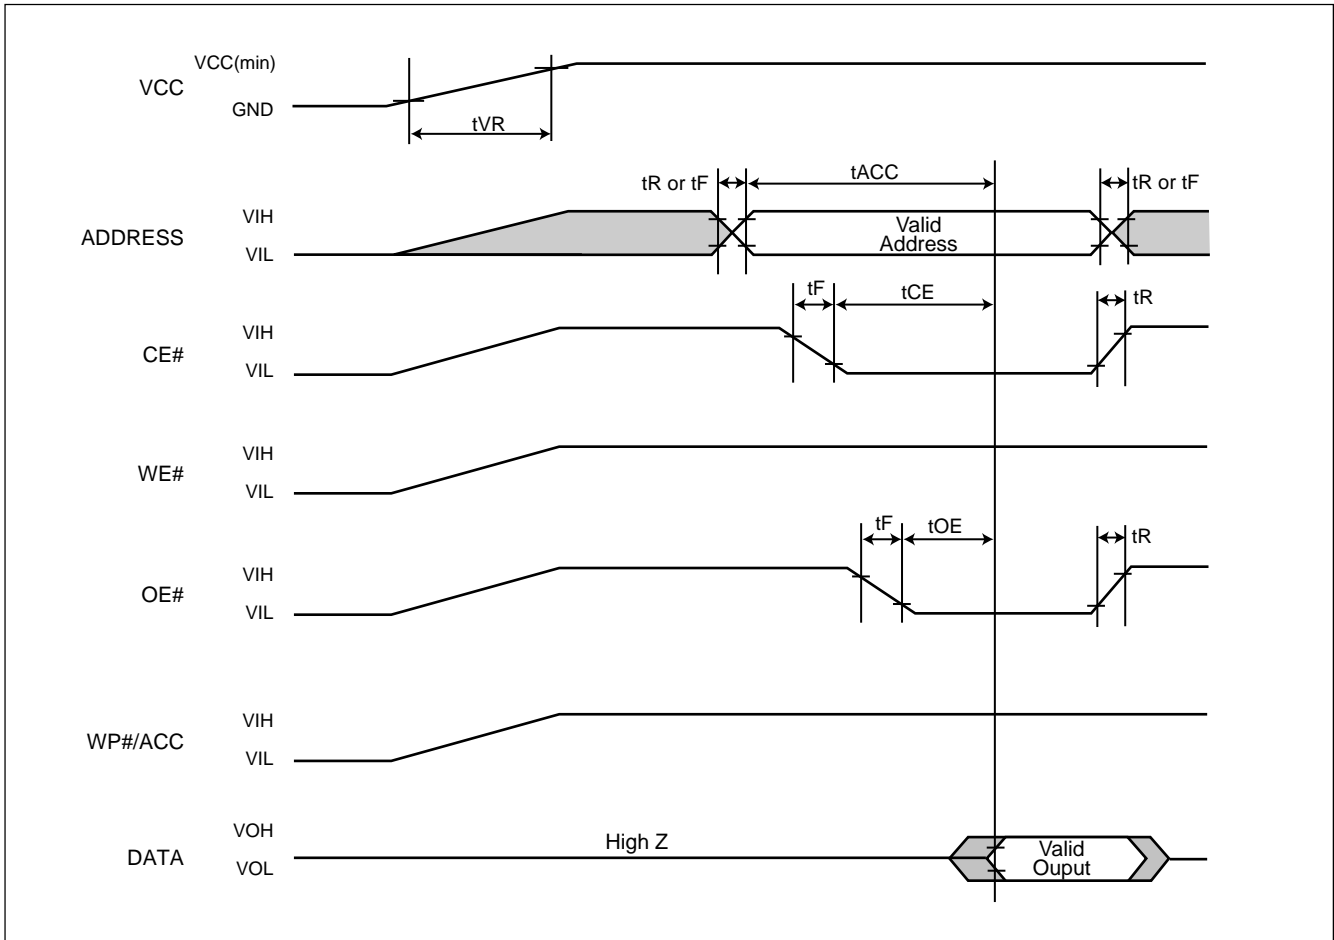 VCC(min)
VCC
GND
tVR
tR or tF
tACC
tR or tF
VIH
ADDRESS
VIL
Valid
Address
tF
tCE
tR
VIH
CE#
VIL
VIH
WE#
VIL
tF
tOE
tR
VIH
OE#
VIL
VIH
WP#/ACC
VIL
VOH
DATA
VOL
High Z
Valid
Ouput